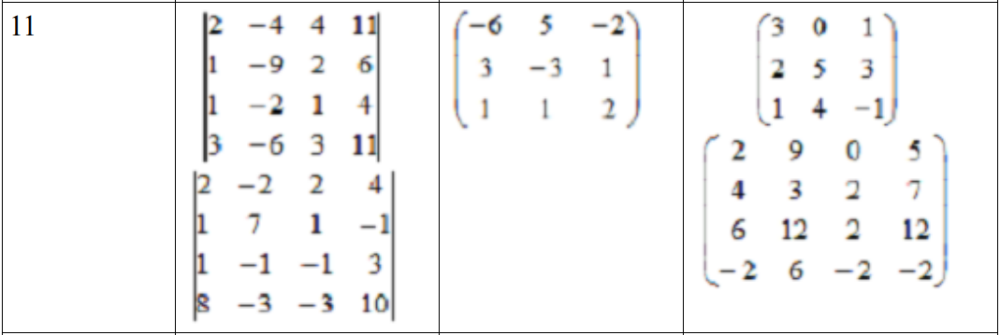 11
2 −4 4 11
1 −9 2 6
1 −2 1 4
3 −6 3 11
2 −2 2 4
1 7 1 −1
1 −1 −1 3
8 −3 −3 10
−6 5 −2
3 −3 1
1 1 2
3 0 1
2 5 3
1 4 −1
2 9 0 5
4 3 2 7
6 12 2 12
−2 6 −2 −2